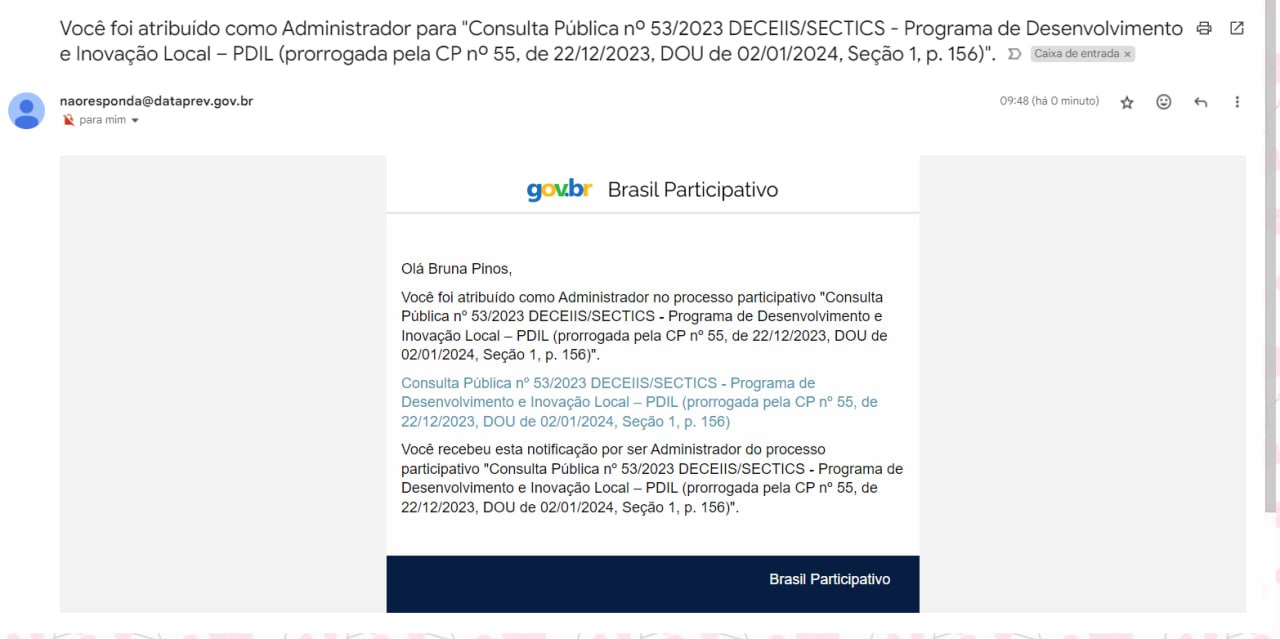 Você foi atribuído como Administrador para "Consulta Pública nº 53/2023 DECEIIS/SECTICS - Programa de Desenvolvimento
e Inovação Local – PDIL (prorrogada pela CP nº 55, de 22/12/2023, DOU de 02/01/2024, Seção 1, p. 156)". Caixa de entrada ×
naoresponda@dataprev.gov.br 09:48 (há 0 minuto)
para mim
gov.br Brasil Participativo
Olá Bruna Pinos,
Você foi atribuído como Administrador no processo participativo "Consulta
Pública nº 53/2023 DECEIIS/SECTICS - Programa de Desenvolvimento e
Inovação Local – PDIL (prorrogada pela CP nº 55, de 22/12/2023, DOU de
02/01/2024, Seção 1, p. 156)".
Consulta Pública nº 53/2023 DECEIIS/SECTICS - Programa de
Desenvolvimento e Inovação Local – PDIL (prorrogada pela CP nº 55, de
22/12/2023, DOU de 02/01/2024, Seção 1, p. 156)
Você recebeu esta notificação por ser Administrador do processo
participativo "Consulta Pública nº 53/2023 DECEIIS/SECTICS - Programa de
Desenvolvimento e Inovação Local – PDIL (prorrogada pela CP nº 55, de
22/12/2023, DOU de 02/01/2024, Seção 1, p. 156)".
Brasil Participativo